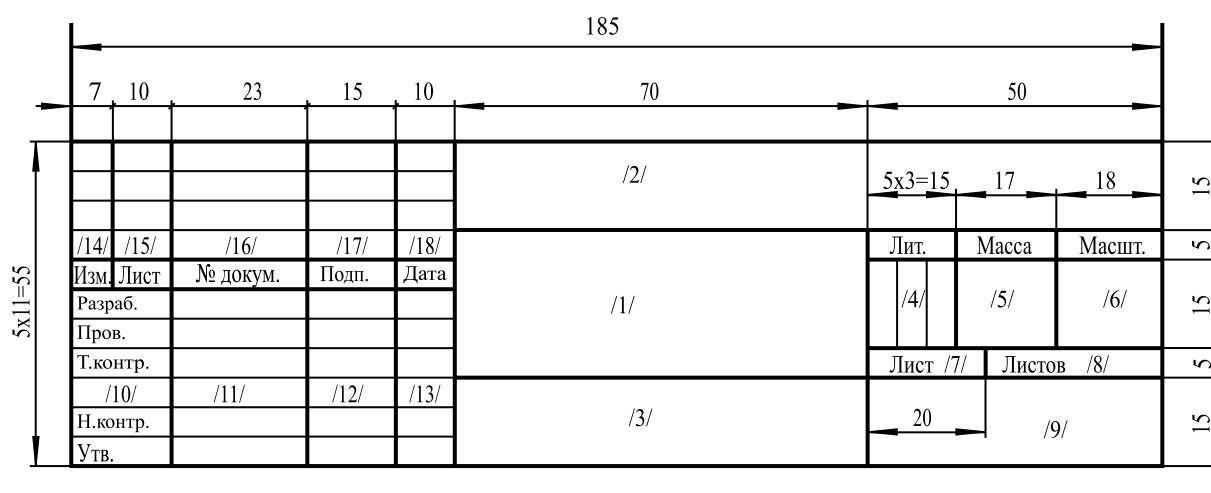 185
7 10 23 15 10 70 50
/2/
5х3=15 17 18 15
/14/ /15/ /16/ /17/ /18/ Лит. Масса Масшт. 5
Изм. Лист № докум. Подп. Дата
5х11=55 Разраб. /1/ /4/ /5/ /6/ 15
Пров.
Т.контр. Лист /7/ Листов /8/ 5
/10/ /11/ /12/ /13/
Н.контр. /3/ 20 /9/ 15
Утв.